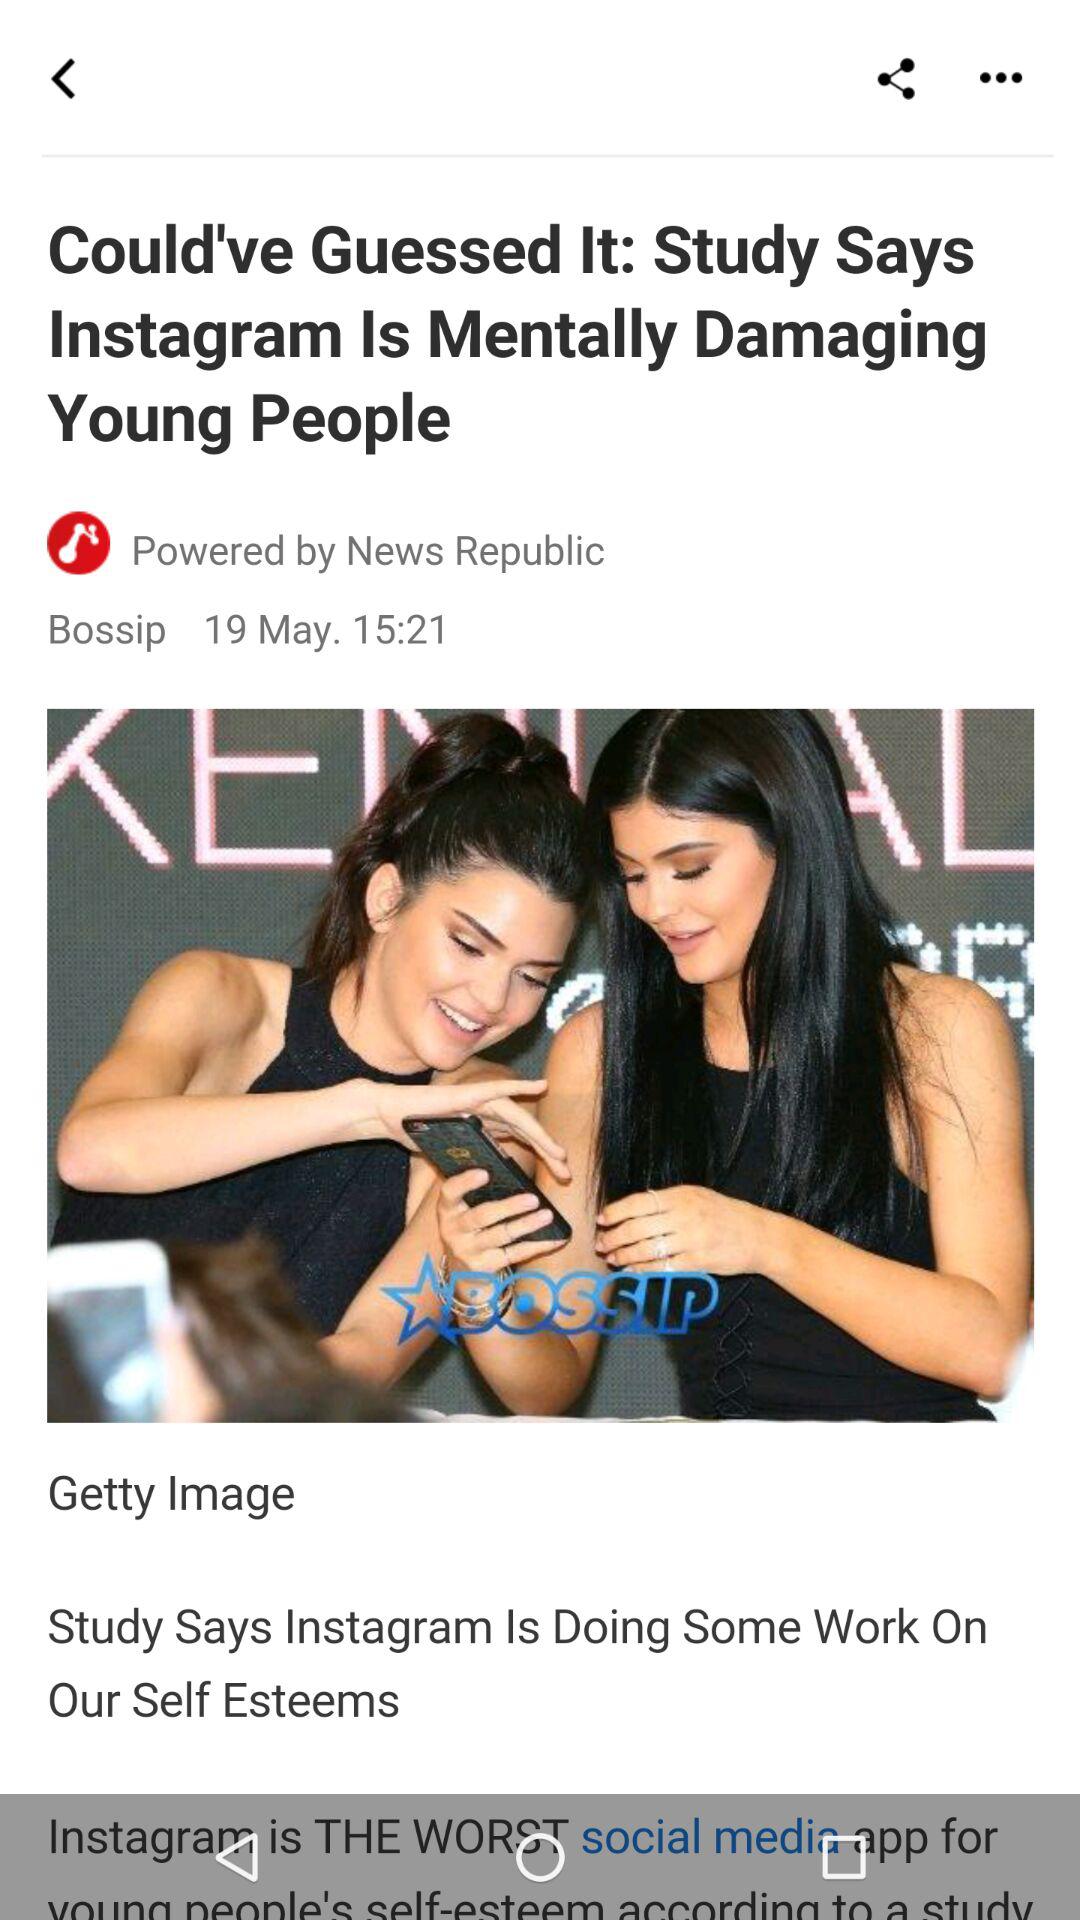 Could've Guessed It: Study Says
Instagram Is Mentally Damaging
Young People
Powered by News Republic
Bossip 19 May. 15:21
KEN AL
BOSSIP
Getty Image
Study Says Instagram Is Doing Some Work On
Our Self Esteems
Instagram is THE WORST social media app for
young people's self-esteem according to a study